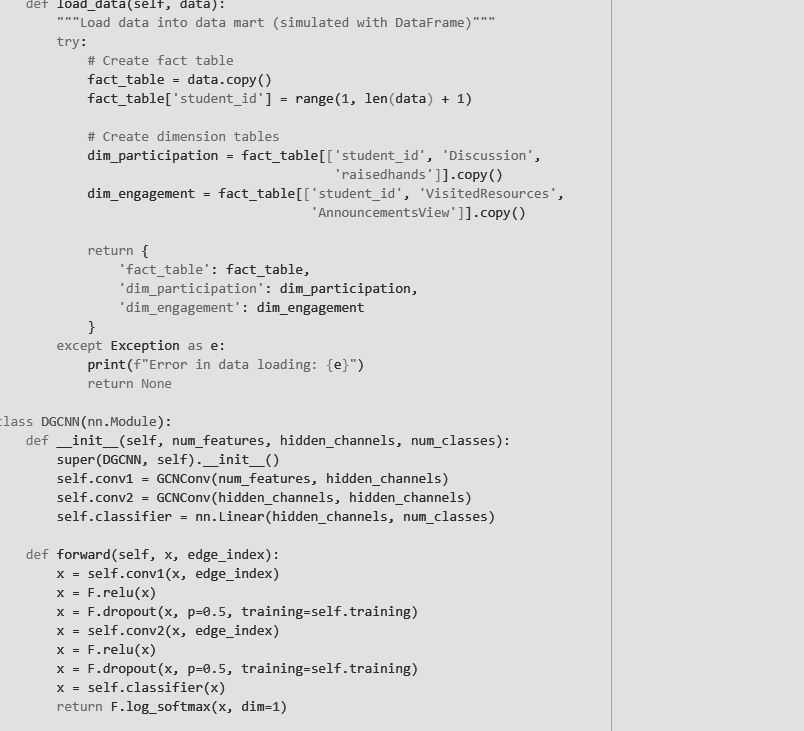 def load_data(self, data):
"""Load data into data mart (simulated with DataFrame)"""
try:
# Create fact table
fact_table = data.copy()
fact_table['student_id'] = range(1, len(data) + 1)
# Create dimension tables
dim_participation = fact_table[['student_id', 'Discussion',
'raisedhands']].copy()
dim_engagement = fact_table[['student_id', 'VisitedResources',
'AnnouncementsView']].copy()
return {
'fact_table': fact_table,
'dim_participation': dim_participation,
'dim_engagement': dim_engagement
}
except Exception as e:
print(f"Error in data loading: {e}")
return None
class DGCNN(nn.Module):
def __init__(self, num_features, hidden_channels, num_classes):
super(DGCNN, self).__init__()
self.conv1 = GCNConv(num_features, hidden_channels)
self.conv2 = GCNConv(hidden_channels, hidden_channels)
self.classifier = nn.Linear(hidden_channels, num_classes)
def forward(self, x, edge_index):
x = self.conv1(x, edge_index)
x = F.relu(x)
x = F.dropout(x, p=0.5, training=self.training)
x = self.conv2(x, edge_index)
x = F.relu(x)
x = F.dropout(x, p=0.5, training=self.training)
x = self.classifier(x)
return F.log_softmax(x, dim=1)